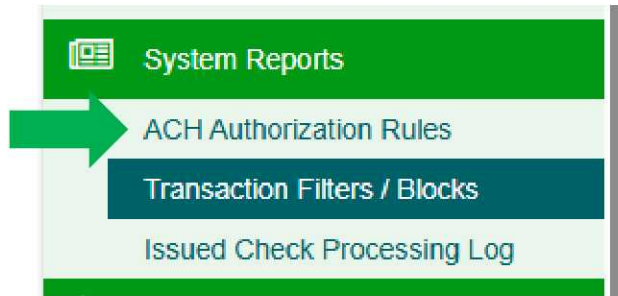 System Reports
ACH Authorization Rules
Transaction Filters / Blocks
Issued Check Processing Log